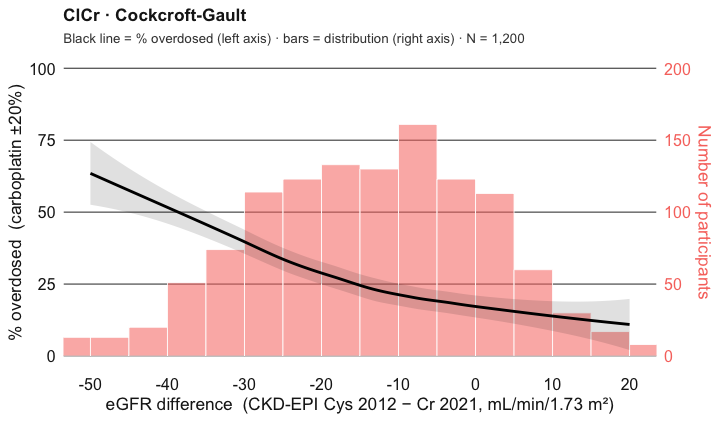 ClCr · Cockcroft-Gault
Black line = % overdosed (left axis) · bars = distribution (right axis) · N = 1,200
% overdosed (carboplatin ±20%)
100
75
50
25
0
200
150
100
50
0
Number of participants
-50 -40 -30 -20 -10 0 10 20
eGFR difference (CKD-EPI Cys 2012 − Cr 2021, mL/min/1.73 m²)